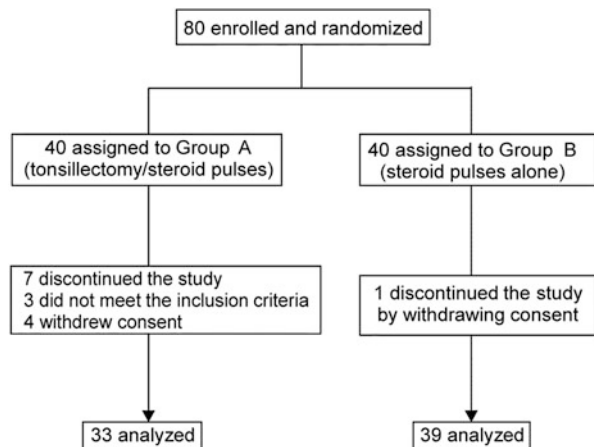 80 enrolled and randomized
40 assigned to Group A
(tonsillectomy/steroid pulses)
40 assigned to Group B
(steroid pulses alone)
7 discontinued the study
3 did not meet the inclusion criteria
4 withdrew consent
1 discontinued the study
by withdrawing consent
33 analyzed
39 analyzed